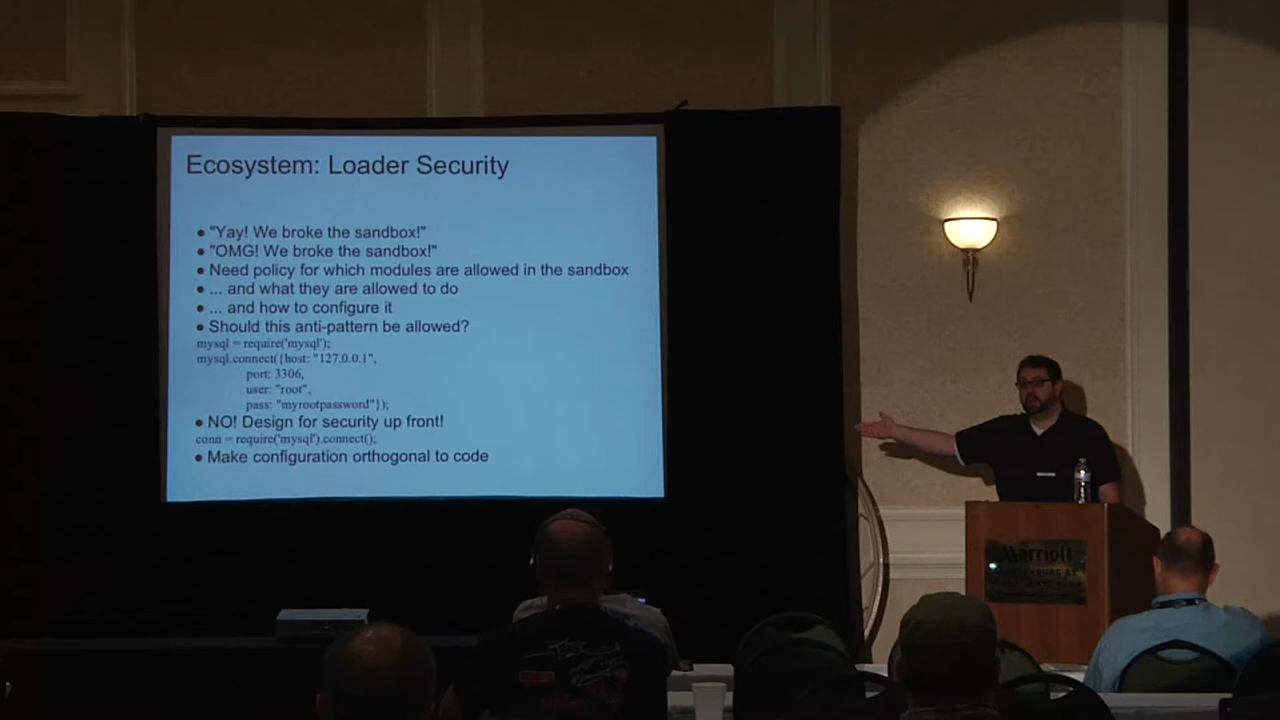 Ecosystem: Loader Security
● "Yay! We broke the sandbox!"
● "OMG! We broke the sandbox!"
● Need policy for which modules are allowed in the sandbox
● ... and what they are allowed to do
● ... and how to configure it
● Should this anti-pattern be allowed?
mysql = require('mysql');
mysql.connect({host: "127.0.0.1",
port: 3306,
user: "root",
pass: "myrootpassword"});
● NO! Design for security up front!
conn = require('mysql').connect();
● Make configuration orthogonal to code
Marriott